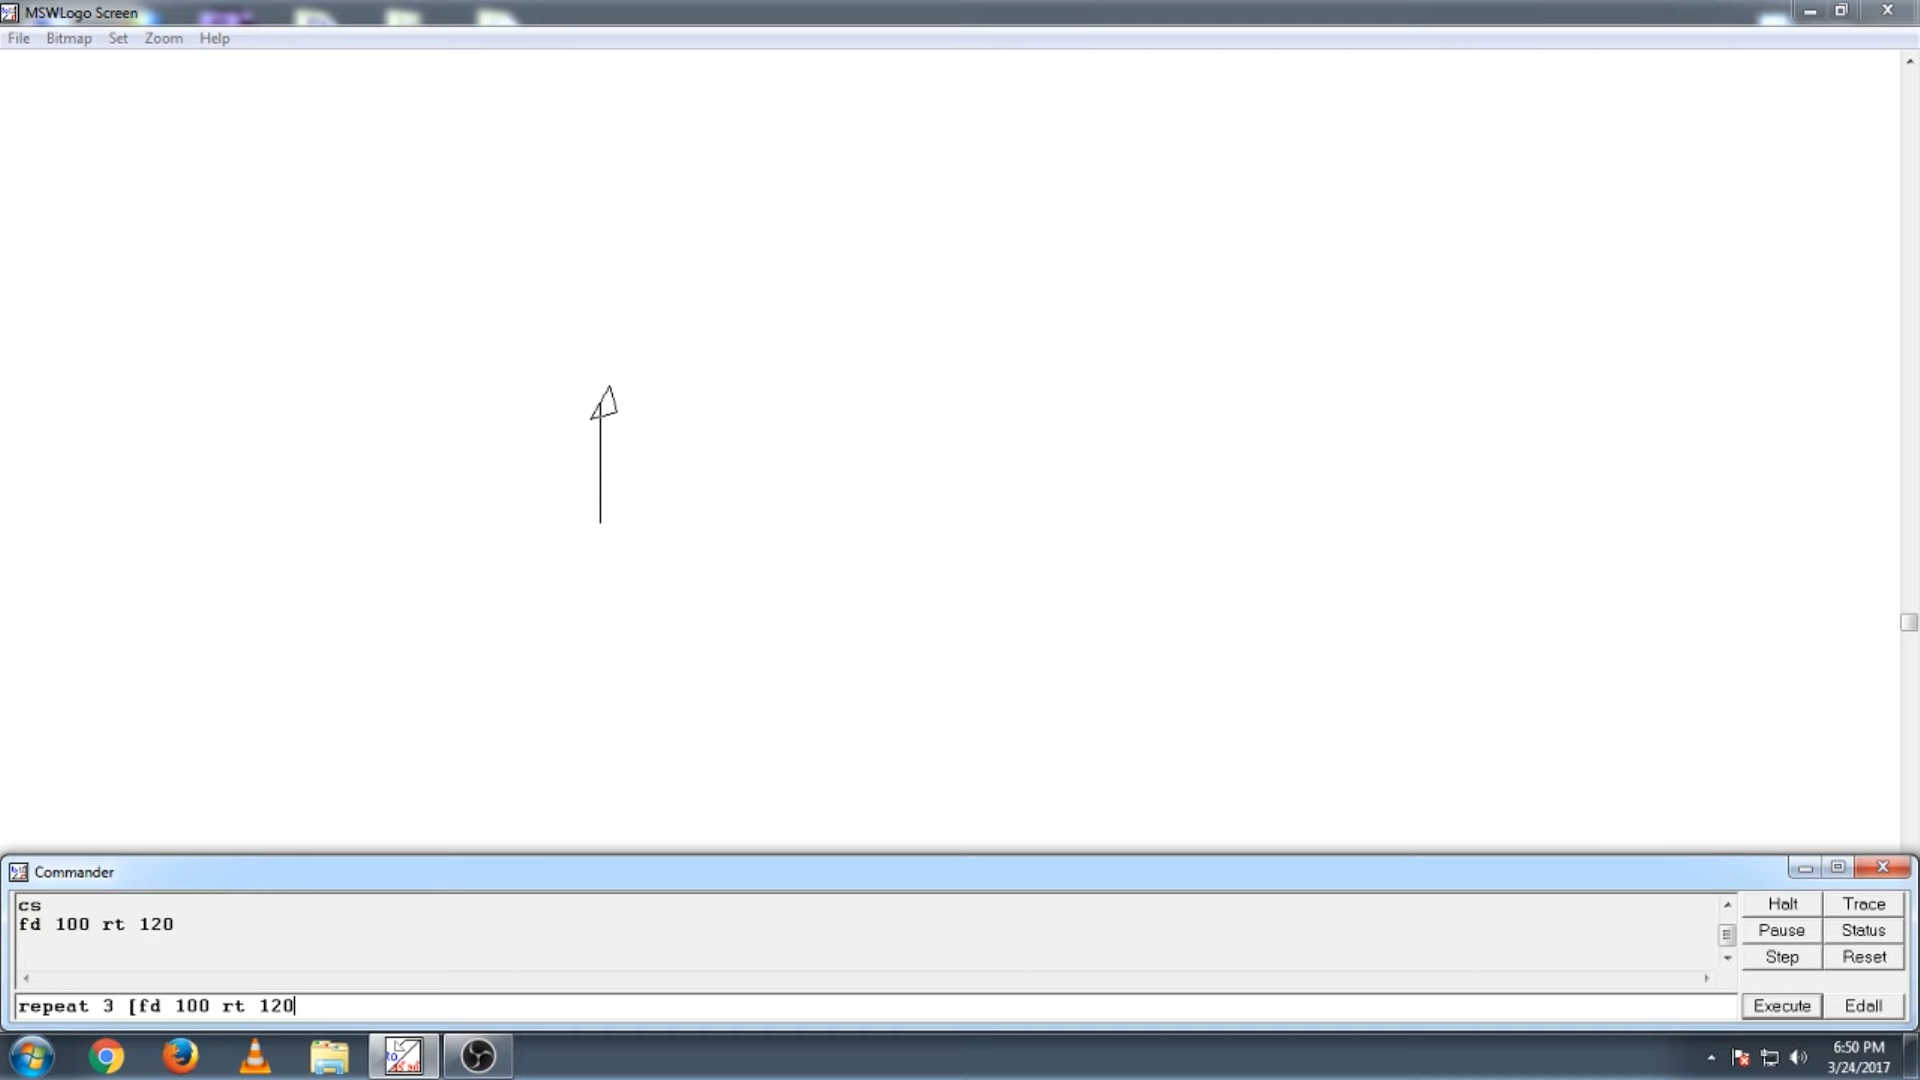 MSWLogo Screen
File Bitmap Set Zoom Help
Commander
cs
fd 100 rt 120
repeat 3 [fd 100 rt 120
Halt Trace
Pause Status
Step Reset
Execute Edall
6:50 PM
3/24/2017